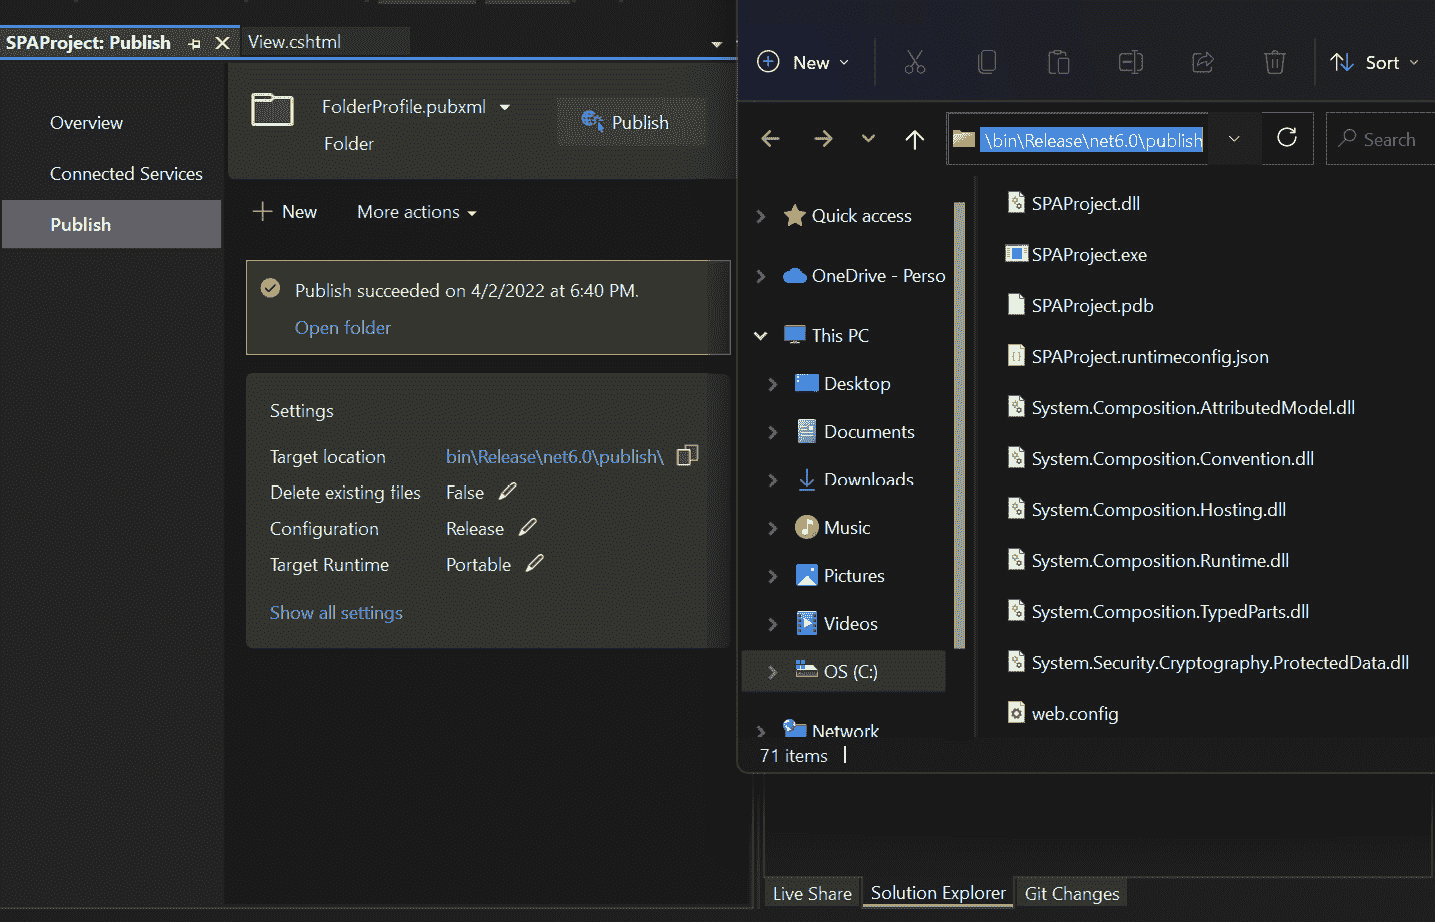 SPAProject: Publish
View.cshtml
Overview
Connected Services
Publish
FolderProfile.pubxml
Folder
Publish
New
More actions
Publish succeeded on 4/2/2022 at 6:40 PM.
Open folder
Settings
Target location bin\Release\net6.0\publish\
Delete existing files False
Configuration Release
Target Runtime Portable
Show all settings
New
Sort
\bin\Release\net6.0\publish
Search
Quick access
OneDrive - Perso
This PC
Desktop
Documents
Downloads
Music
Pictures
Videos
OS (C:)
Network
SPAProject.dll
SPAProject.exe
SPAProject.pdb
SPAProject.runtimeconfig.json
System.Composition.AttributedModel.dll
System.Composition.Convention.dll
System.Composition.Hosting.dll
System.Composition.Runtime.dll
System.Composition.TypedParts.dll
System.Security.Cryptography.ProtectedData.dll
web.config
71 items
Live Share
Solution Explorer
Git Changes